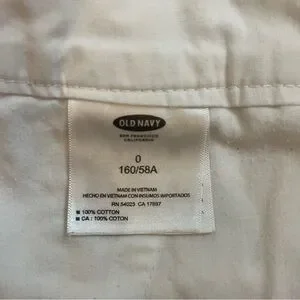 OLD NAVY
SAN FRANCISCO
CALIFORNIA
0
160/58A
MADE IN VIETNAM
HECHO EN VIETNAM CON INSUMOS IMPORTADOS
RN 54023 CA 17897
■ 100% COTTON
■ CA : 100% COTON